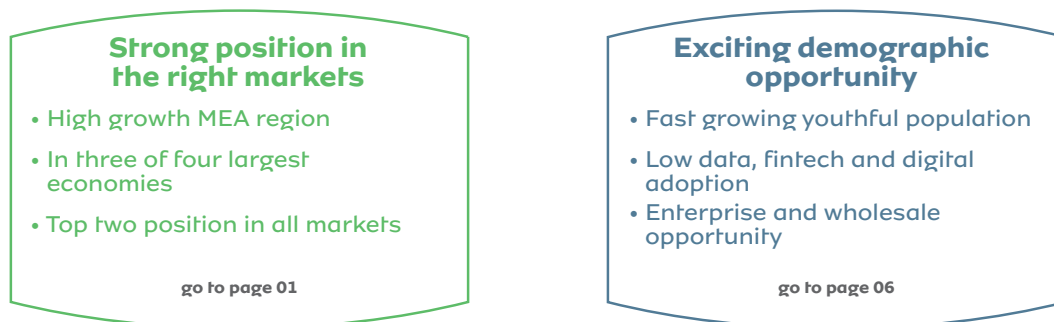 Strong position in
the right markets
• High growth MEA region
• In three of four largest
economies
• Top two position in all markets
go to page 01
Exciting demographic
opportunity
• Fast growing youthful population
• Low data, fintech and digital
adoption
• Enterprise and wholesale
opportunity
go to page 06